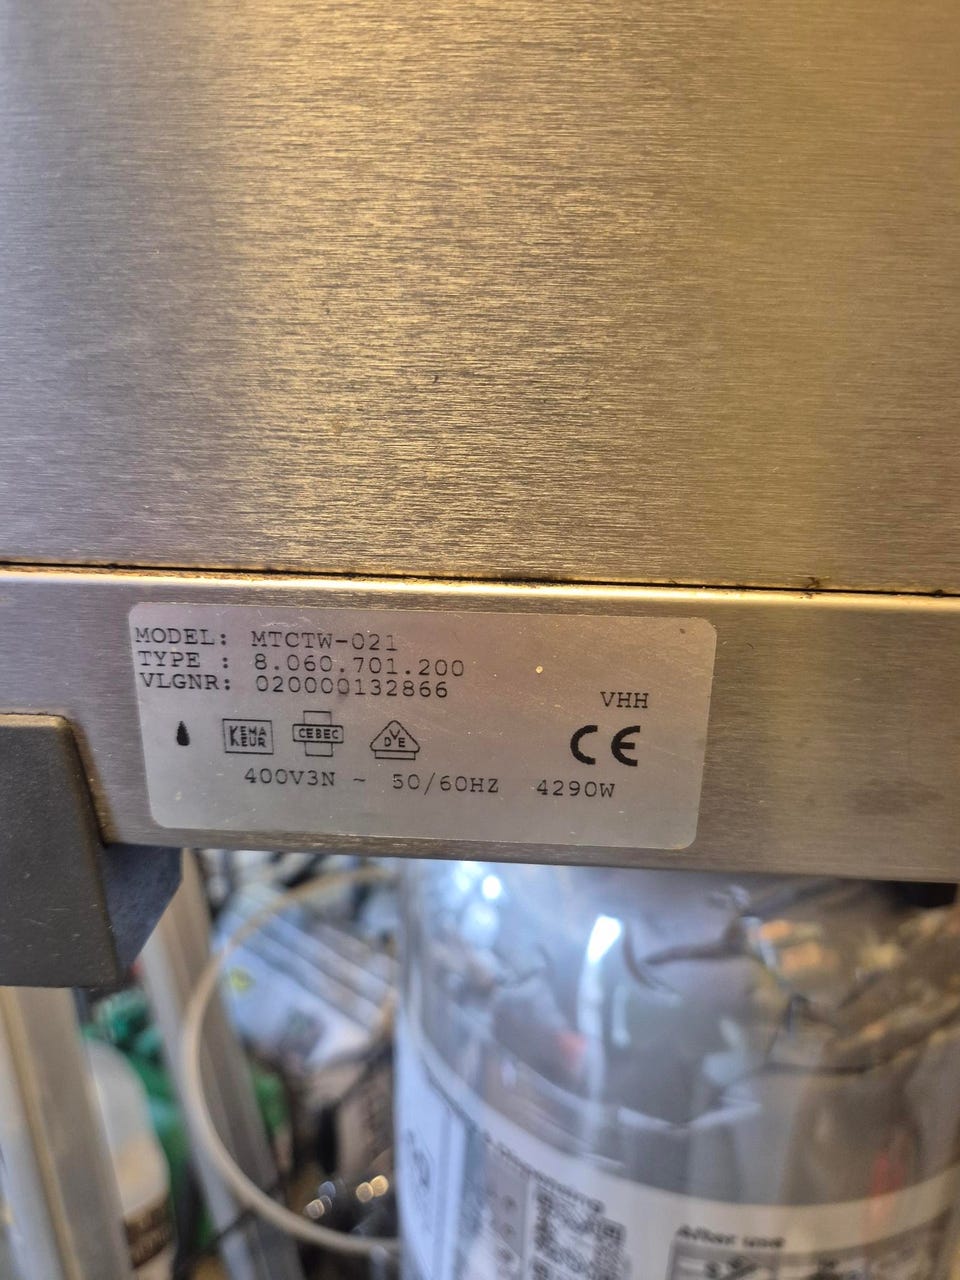 MODEL: MTCTW-021
TYPE : 8.060.701.200
VLGNR: 020000132866
VHH
KEMA
KEUR
CEBEC
DVE
CE
400V3N ~ 50/60HZ 4290W